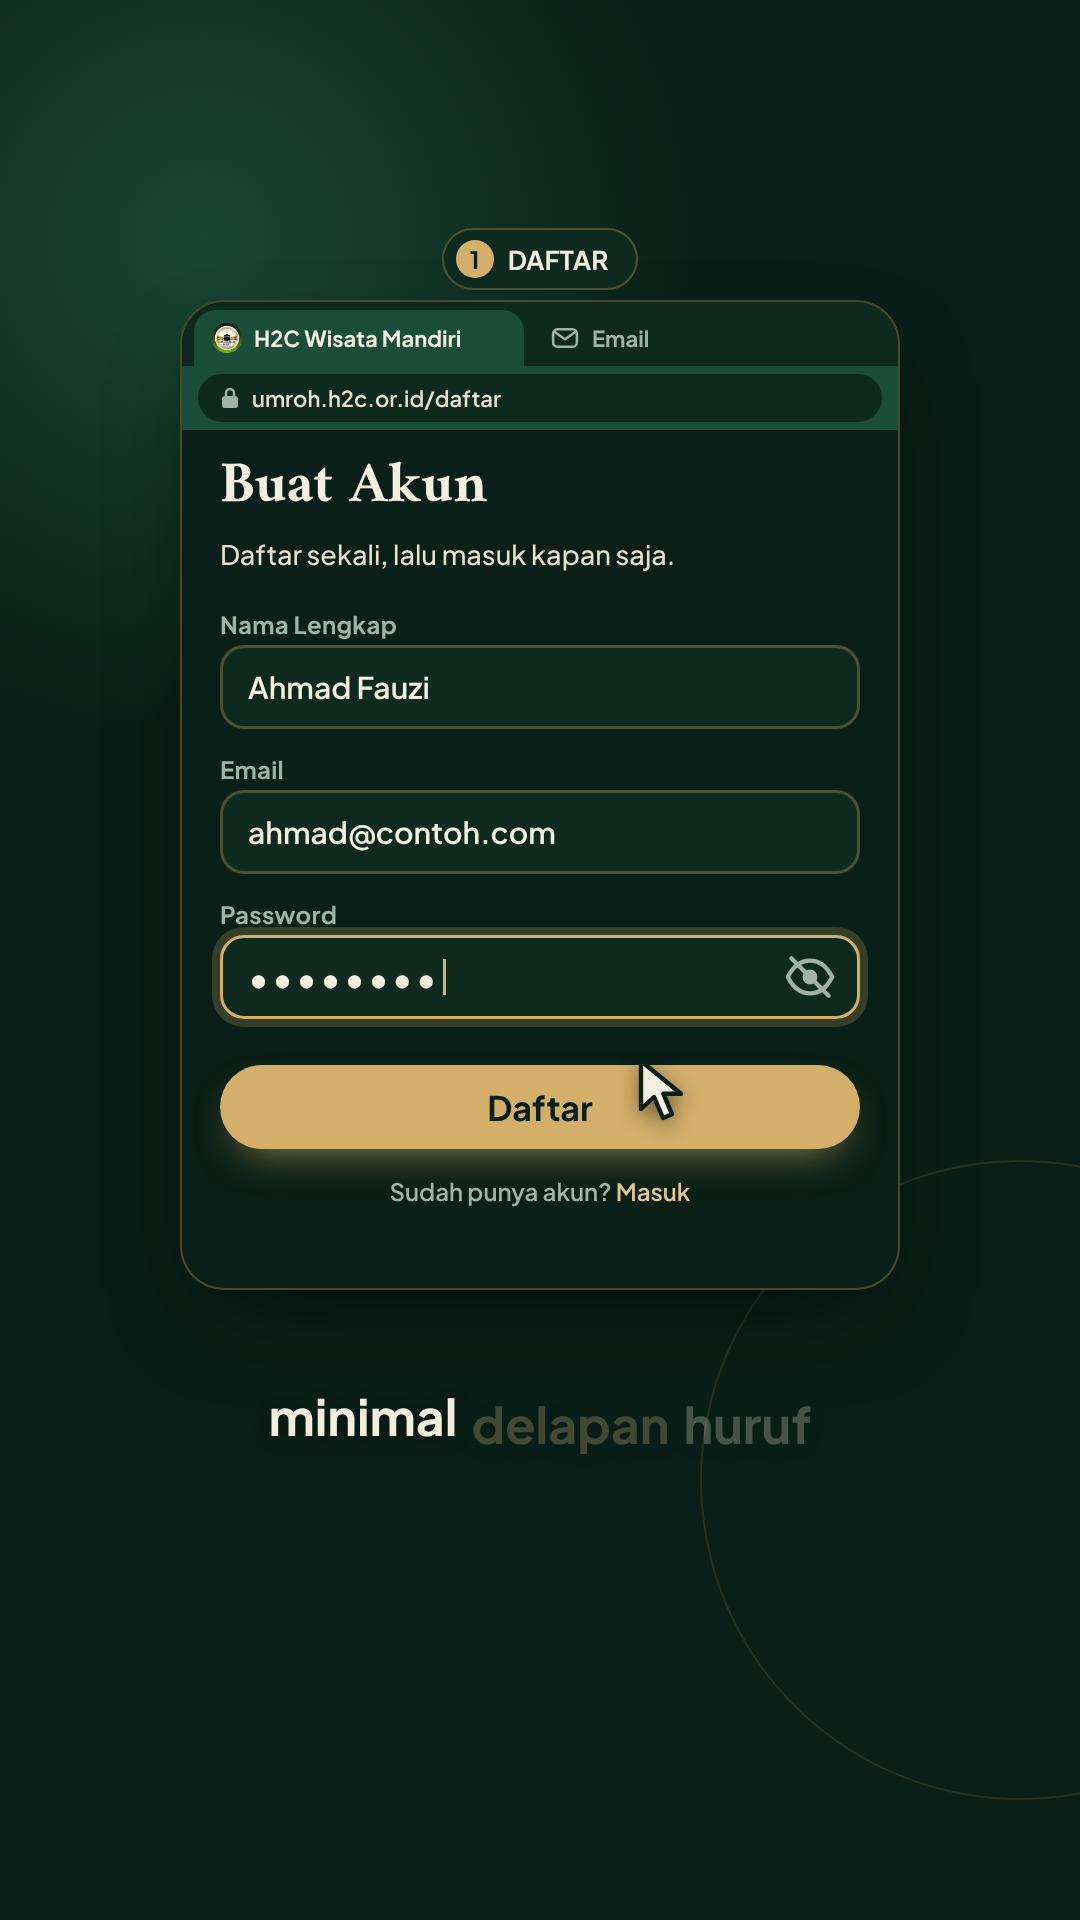 1 DAFTAR
H2C Wisata Mandiri
Email
umroh.h2c.or.id/daftar
Buat Akun
Daftar sekali, lalu masuk kapan saja.
Nama Lengkap
Ahmad Fauzi
Email
ahmad@contoh.com
Password
••••••••
Daftar
Sudah punya akun? Masuk
minimal delapan huruf